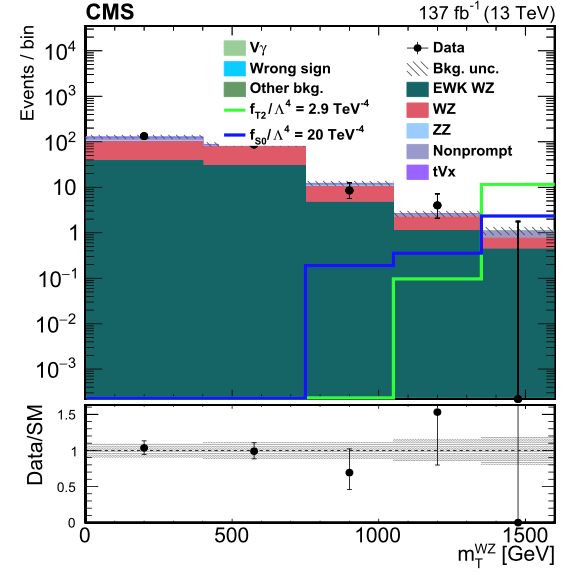 CMS 137 fb⁻¹ (13 TeV)
Events / bin
10⁴
10³
10²
10
1
10⁻¹
10⁻²
10⁻³
Vγ
Wrong sign
Other bkg.
f_T2/Λ⁴ = 2.9 TeV⁻⁴
f_S0/Λ⁴ = 20 TeV⁻⁴
Data
Bkg. unc.
EWK WZ
WZ
ZZ
Nonprompt
tVx
Data/SM
1.5
1
0.5
0
0 500 1000 1500
m_T^WZ [GeV]